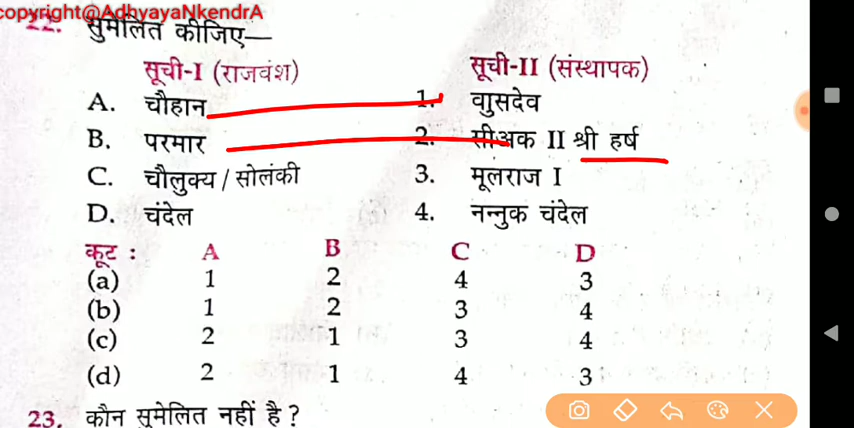 copyright@AdhyayaNkendrA
22. सुमेलित कीजिए—
सूची-I (राजवंश) सूची-II (संस्थापक)
A. चौहान 1. वासुदेव
B. परमार 2. सीअक II श्री हर्ष
C. चौलुक्य / सोलंकी 3. मूलराज I
D. चंदेल 4. नन्नुक चंदेल
कूट : A B C D
(a) 1 2 4 3
(b) 1 2 3 4
(c) 2 1 3 4
(d) 2 1 4 3
23. कौन सुमेलित नहीं है ?